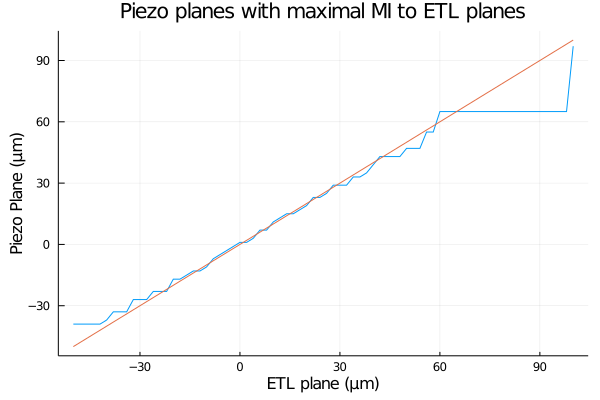 Piezo planes with maximal MI to ETL planes
90
60
30
0
−30
Piezo Plane (μm)
−30 0 30 60 90
ETL plane (μm)